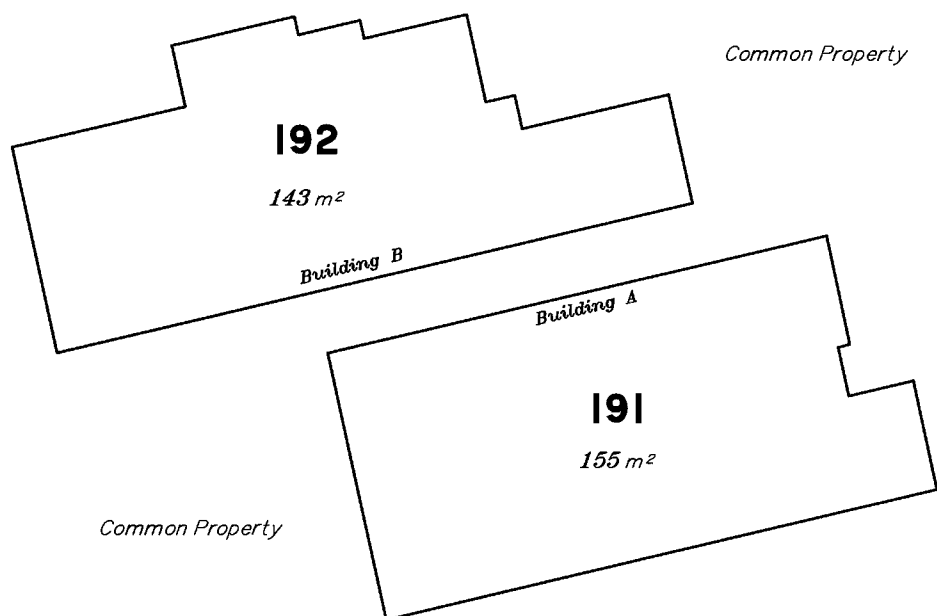 Common Property
192
143 m²
Building B
Building A
191
155 m²
Common Property